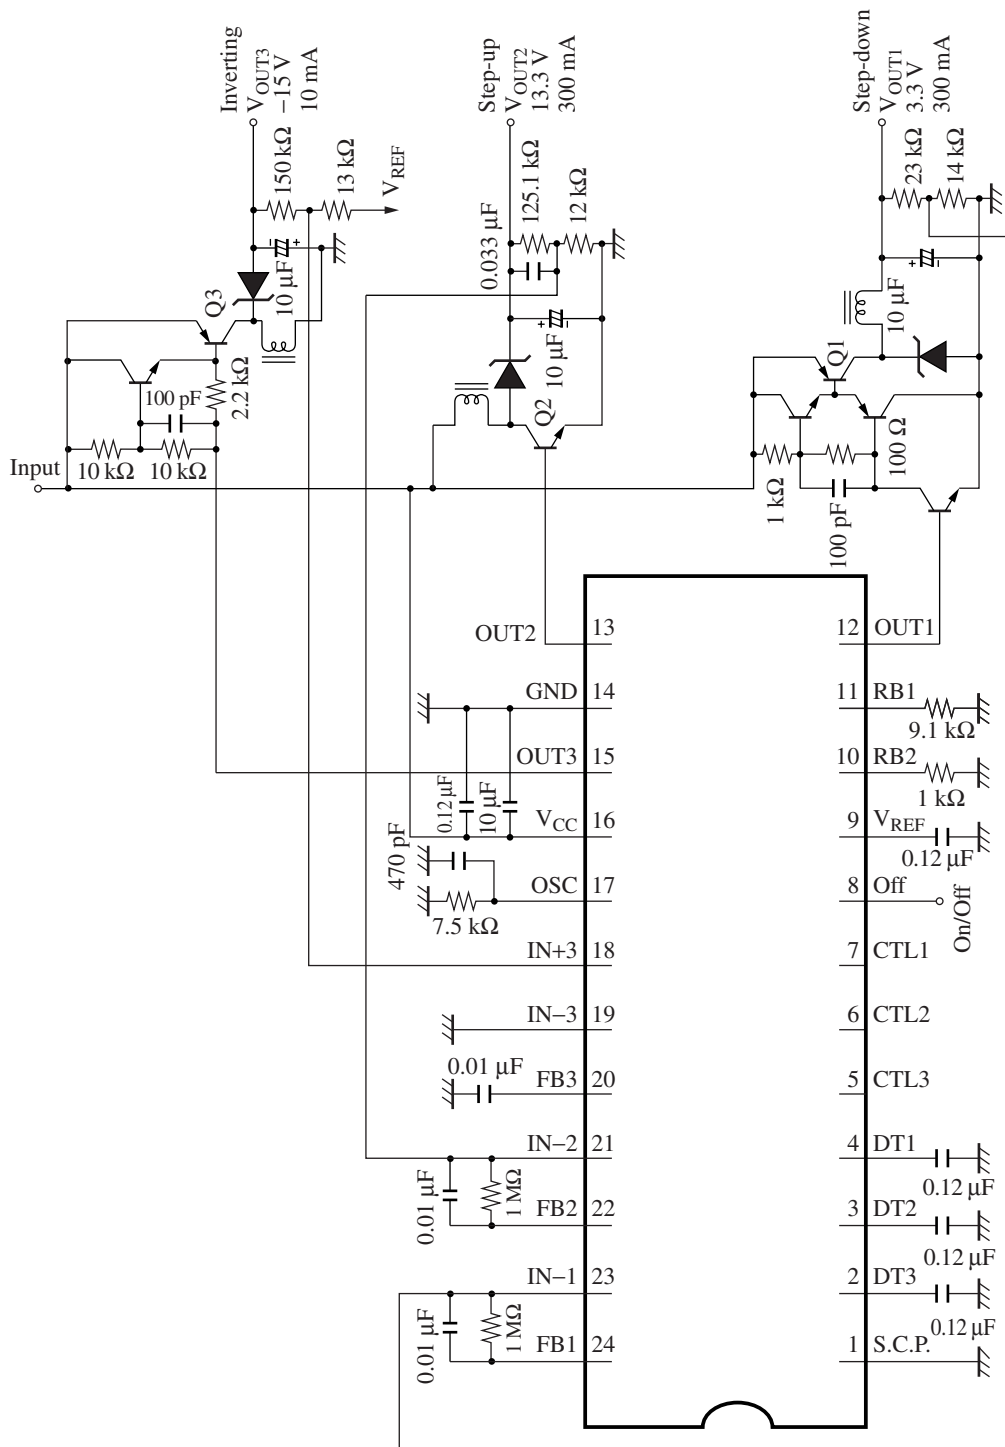 Inverting
VOUT3
−15 V
10 mA
Step-up
VOUT2
13.3 V
300 mA
Step-down
VOUT1
3.3 V
300 mA
150 kΩ
13 kΩ
VREF
125.1 kΩ
12 kΩ
0.033 μF
23 kΩ
14 kΩ
10 μF
Q3
10 μF
Q2
10 μF
Q1
100 pF
2.2 kΩ
10 kΩ
10 kΩ
Input
1 kΩ
100 Ω
100 pF
OUT2 13
12 OUT1
GND 14
11 RB1
9.1 kΩ
OUT3 15
10 RB2
1 kΩ
0.12 μF
10 μF
VCC 16
9 VREF
0.12 μF
470 pF
OSC 17
8 Off
On/Off
7.5 kΩ
IN+3 18
7 CTL1
IN−3 19
6 CTL2
0.01 μF
FB3 20
5 CTL3
IN−2 21
4 DT1
0.12 μF
0.01 μF
1 MΩ
FB2 22
3 DT2
0.12 μF
IN−1 23
2 DT3
0.12 μF
0.01 μF
1 MΩ
FB1 24
1 S.C.P.